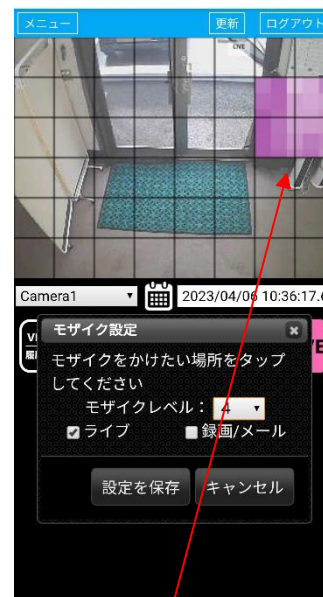 メニュー 更新 ログアウト
LIVE
Camera1 2023/04/06 10:36:17.6
モザイク設定
モザイクをかけたい場所をタップ
してください
モザイクレベル： 4
ライブ 録画/メール
設定を保存 キャンセル